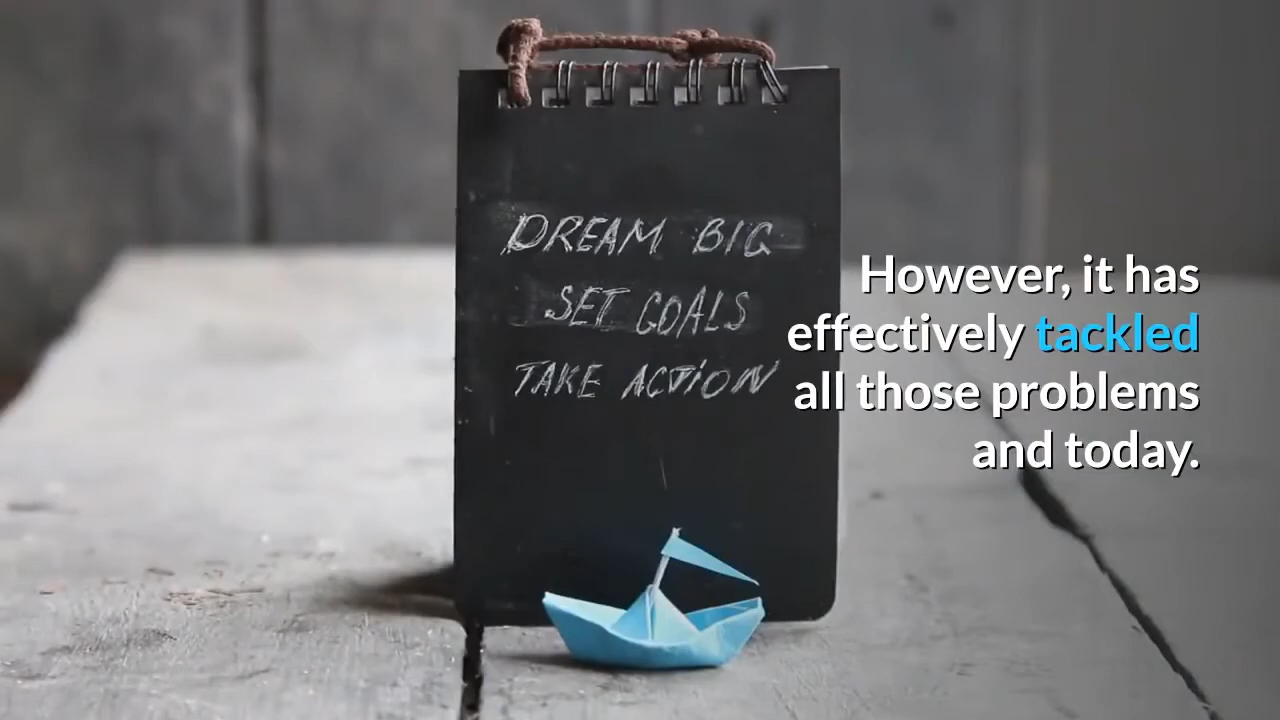 DREAM BIG
SET GOALS
TAKE ACTION
However, it has
effectively tackled
all those problems
and today.